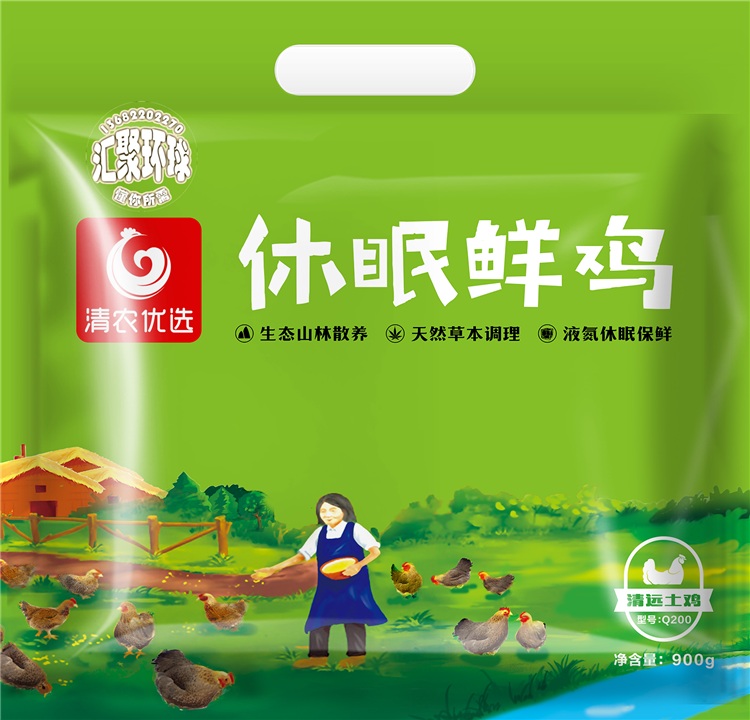 13682202270
汇聚环球
休眠鲜鸡
清农优选
生态山林散养 天然草本调理 液氮休眠保鲜
清远土鸡
型号:Q200
净含量: 900g